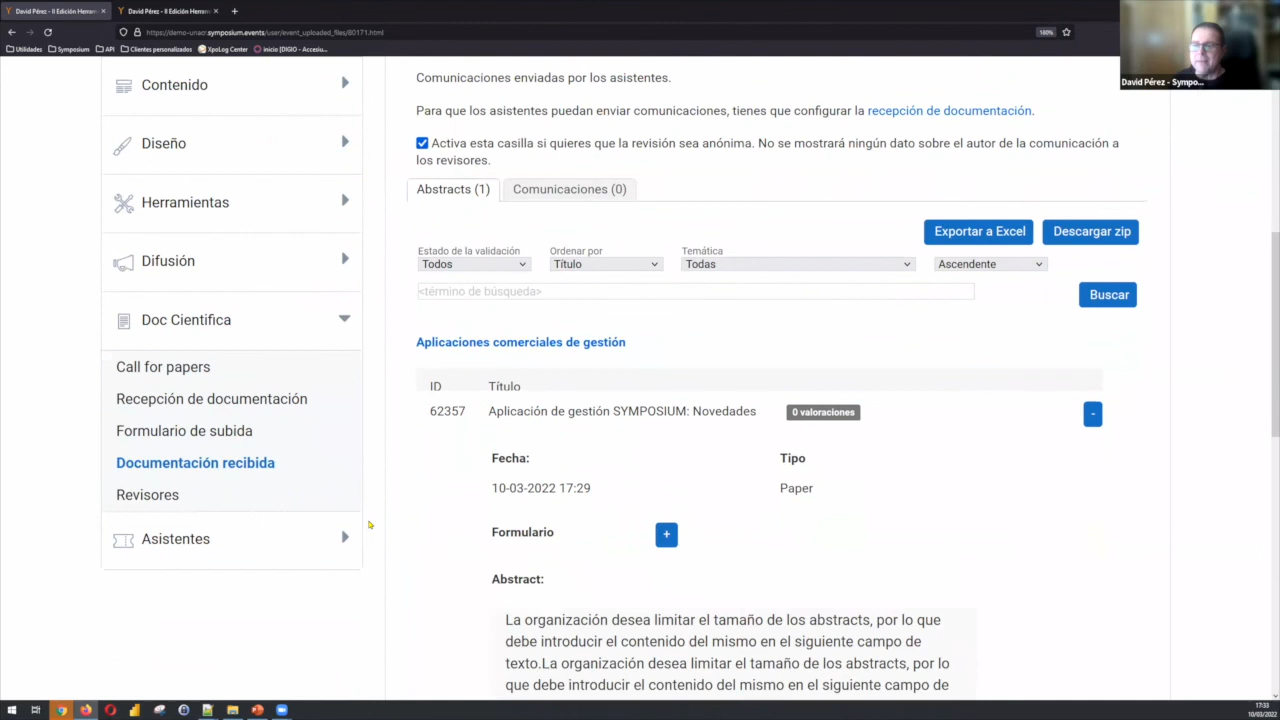 David Pérez - II Edición Herram
David Pérez - II Edición Herram
https://demo-unacr.symposium.events/user/event_uploaded_files/80171.html
180%
Utilidades
Symposium
API
Clientes personalizados
XpoLog Center
inicio [DIGIO - Accesiu...
David Pérez - Sympo...
Contenido
Diseño
Herramientas
Difusión
Doc Cientifica
Call for papers
Recepción de documentación
Formulario de subida
Documentación recibida
Revisores
Asistentes
Comunicaciones enviadas por los asistentes.
Para que los asistentes puedan enviar comunicaciones, tienes que configurar la recepción de documentación.
Activa esta casilla si quieres que la revisión sea anónima. No se mostrará ningún dato sobre el autor de la comunicación a
los revisores.
Abstracts (1)
Comunicaciones (0)
Exportar a Excel
Descargar zip
Estado de la validación
Ordenar por
Temática
Todos
Título
Todas
Ascendente
<término de búsqueda>
Buscar
Aplicaciones comerciales de gestión
ID
Título
62357
Aplicación de gestión SYMPOSIUM: Novedades
0 valoraciones
-
Fecha:
Tipo
10-03-2022 17:29
Paper
Formulario
+
Abstract:
La organización desea limitar el tamaño de los abstracts, por lo que
debe introducir el contenido del mismo en el siguiente campo de
texto.La organización desea limitar el tamaño de los abstracts, por lo
que debe introducir el contenido del mismo en el siguiente campo de
17:33
10/03/2022